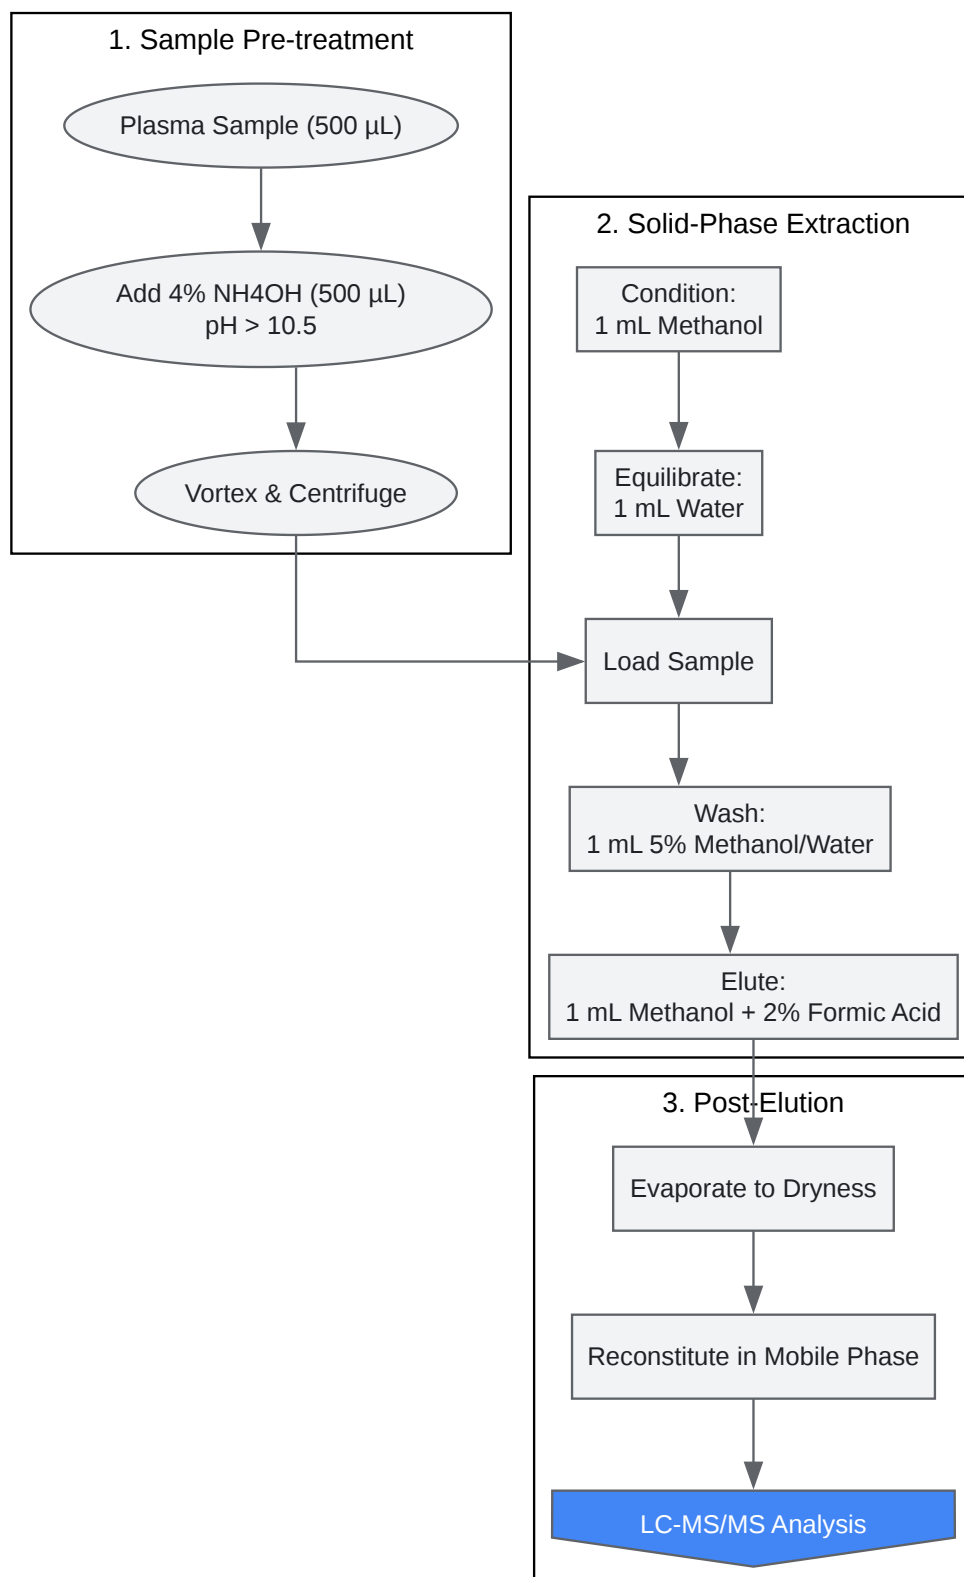 1. Sample Pre-treatment
Plasma Sample (500 µL)
Add 4% NH4OH (500 µL)
pH > 10.5
Vortex & Centrifuge
2. Solid-Phase Extraction
Condition:
1 mL Methanol
Equilibrate:
1 mL Water
Load Sample
Wash:
1 mL 5% Methanol/Water
Elute:
1 mL Methanol + 2% Formic Acid
3. Post-Elution
Evaporate to Dryness
Reconstitute in Mobile Phase
LC-MS/MS Analysis